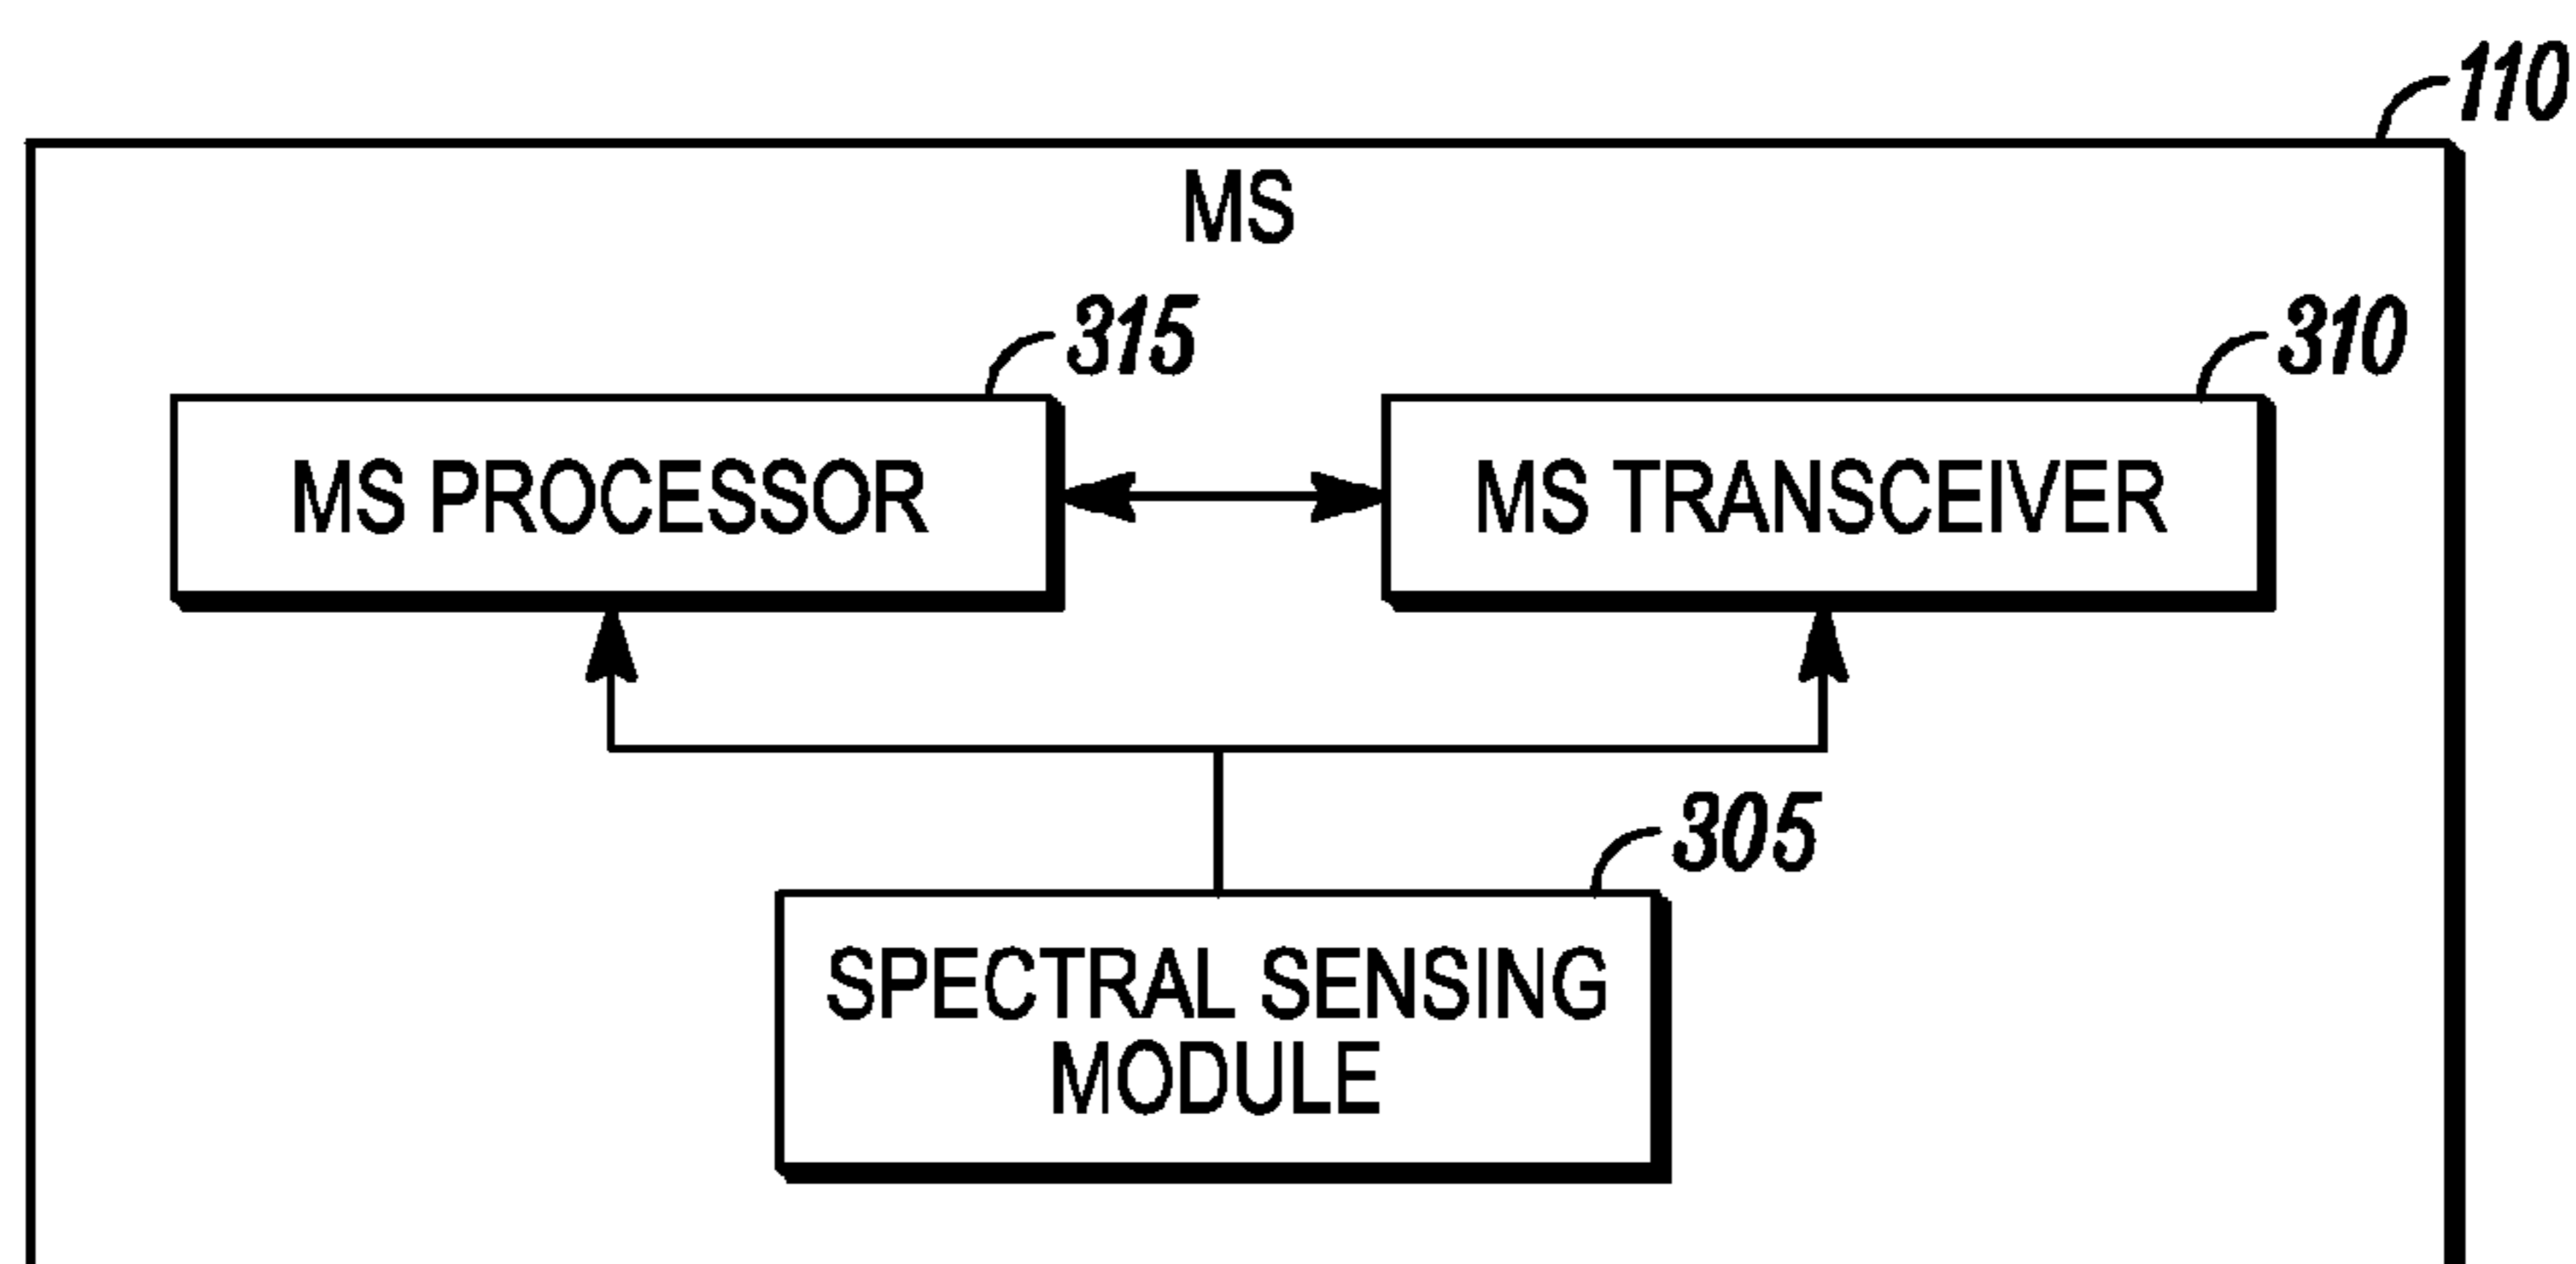 110
MS
315
310
MS PROCESSOR
MS TRANSCEIVER
305
SPECTRAL SENSING
MODULE